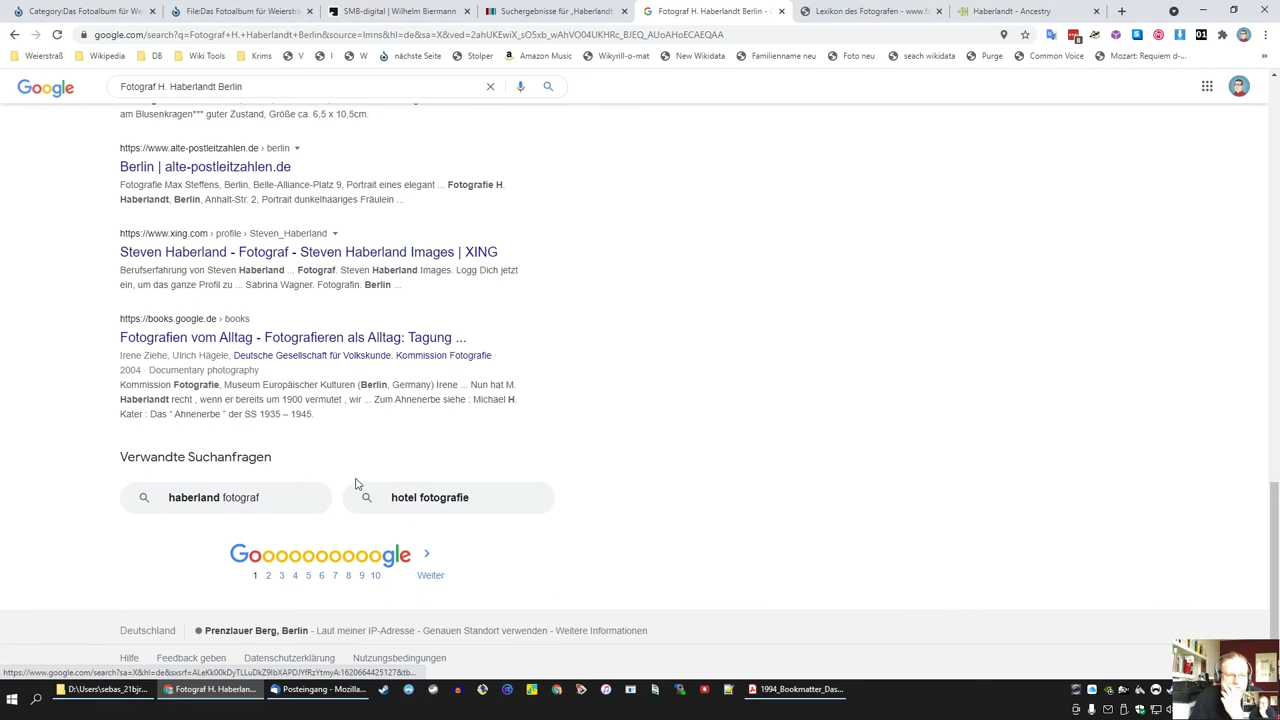 Category:Das Fotoalbum für Weierst
File:Das Fotoalbum für Weierstr
SMB-digital | Wilhelm Biermann
Suchergebnisse für „Haberlandt
Fotograf H. Haberlandt Berlin - G
Lexikon des Fotografen - www.f
Haberlandt - Ancestry
google.com/search?q=Fotograf+H.+Haberlandt+Berlin&source=lmns&hl=de&sa=X&ved=2ahUKEwiX_sO5xb_wAhVO04UKHRc_BJEQ_AUoAHoECAEQAA
Weierstraß
Wikipedia
DB
Wiki Tools
Krims
V
I
W
nächste Seite
Stolper
Amazon Music
Wikyrill-o-mat
New Wikidata
Familienname neu
Foto neu
seach wikidata
Purge
Common Voice
Mozart: Requiem d-...
Google
Fotograf H. Haberlandt Berlin
am Blusenkragen*** guter Zustand, Größe ca. 6,5 x 10,5cm.
https://www.alte-postleitzahlen.de › berlin
Berlin | alte-postleitzahlen.de
Fotografie Max Steffens, Berlin, Belle-Alliance-Platz 9, Portrait eines elegant ... Fotografie H.
Haberlandt, Berlin, Anhalt-Str. 2, Portrait dunkelhaariges Fräulein ...
https://www.xing.com › profile › Steven_Haberland
Steven Haberland - Fotograf - Steven Haberland Images | XING
Berufserfahrung von Steven Haberland ... Fotograf. Steven Haberland Images. Logg Dich jetzt
ein, um das ganze Profil zu ... Sabrina Wagner. Fotografin. Berlin ...
https://books.google.de › books
Fotografien vom Alltag - Fotografieren als Alltag: Tagung ...
Irene Ziehe, Ulrich Hägele, Deutsche Gesellschaft für Volkskunde. Kommission Fotografie
2004 · Documentary photography
Kommission Fotografie, Museum Europäischer Kulturen (Berlin, Germany) Irene ... Nun hat M.
Haberlandt recht , wenn er bereits um 1900 vermutet , wir ... Zum Ahnenerbe siehe : Michael H.
Kater : Das " Ahnenerbe " der SS 1935 – 1945.
Verwandte Suchanfragen
haberland fotograf
hotel fotografie
Goooooooooogle
1 2 3 4 5 6 7 8 9 10 Weiter
Deutschland
Prenzlauer Berg, Berlin - Laut meiner IP-Adresse - Genauen Standort verwenden - Weitere Informationen
Hilfe
Feedback geben
Datenschutzerklärung
Nutzungsbedingungen
D:\Users\sebas_21bjr...
Fotograf H. Haberlan...
Posteingang - Mozilla...
1994_Bookmatter_Das...